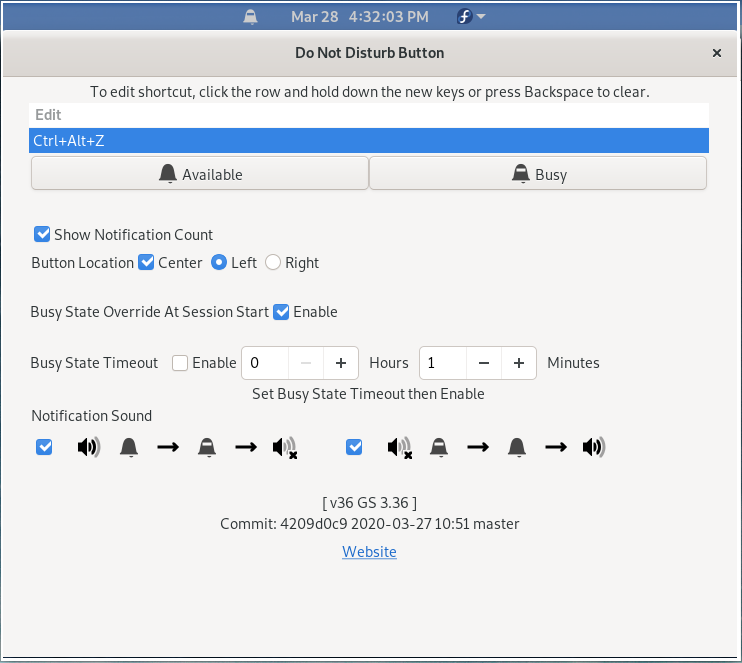 Mar 28 4:32:03 PM
Do Not Disturb Button
To edit shortcut, click the row and hold down the new keys or press Backspace to clear.
Edit
Ctrl+Alt+Z
Available Busy
Show Notification Count
Button Location Center Left Right
Busy State Override At Session Start Enable
Busy State Timeout Enable 0 Hours 1 Minutes
Set Busy State Timeout then Enable
Notification Sound
[ v36 GS 3.36 ]
Commit: 4209d0c9 2020-03-27 10:51 master
Website